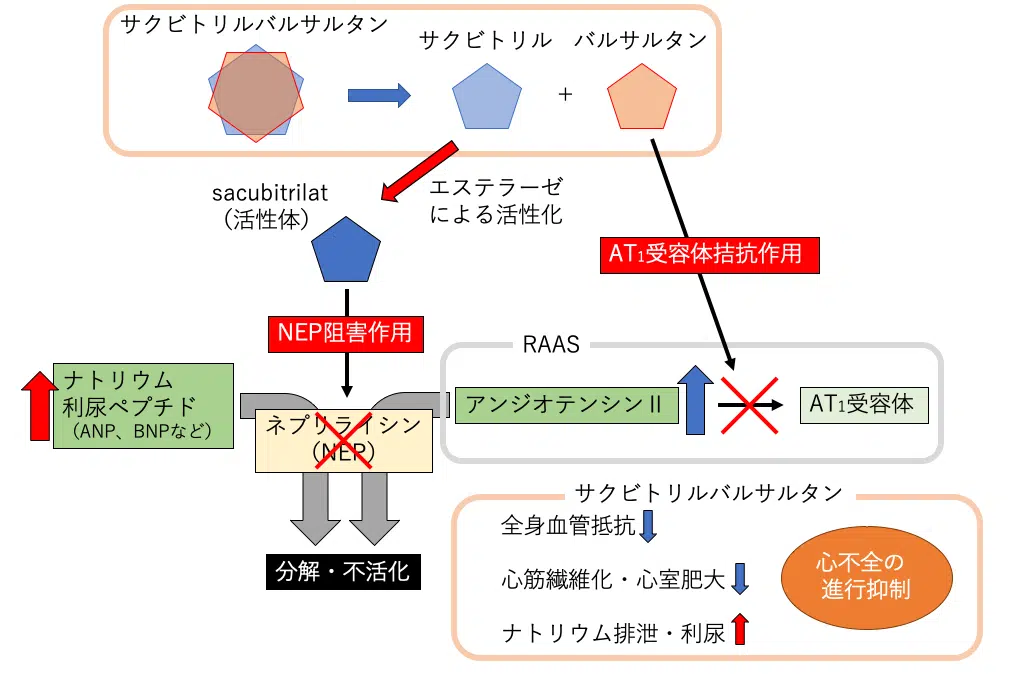 サクビトリルバルサルタン
サクビトリル
バルサルタン
+
sacubitrilat
（活性体）
エステラーゼ
による活性化
AT₁受容体拮抗作用
NEP阻害作用
RAAS
ナトリウム
利尿ペプチド
（ANP、BNPなど）
ネプリライシン
（NEP）
アンジオテンシンⅡ
AT₁受容体
分解・不活化
サクビトリルバルサルタン
全身血管抵抗
心筋繊維化・心室肥大
ナトリウム排泄・利尿
心不全の
進行抑制